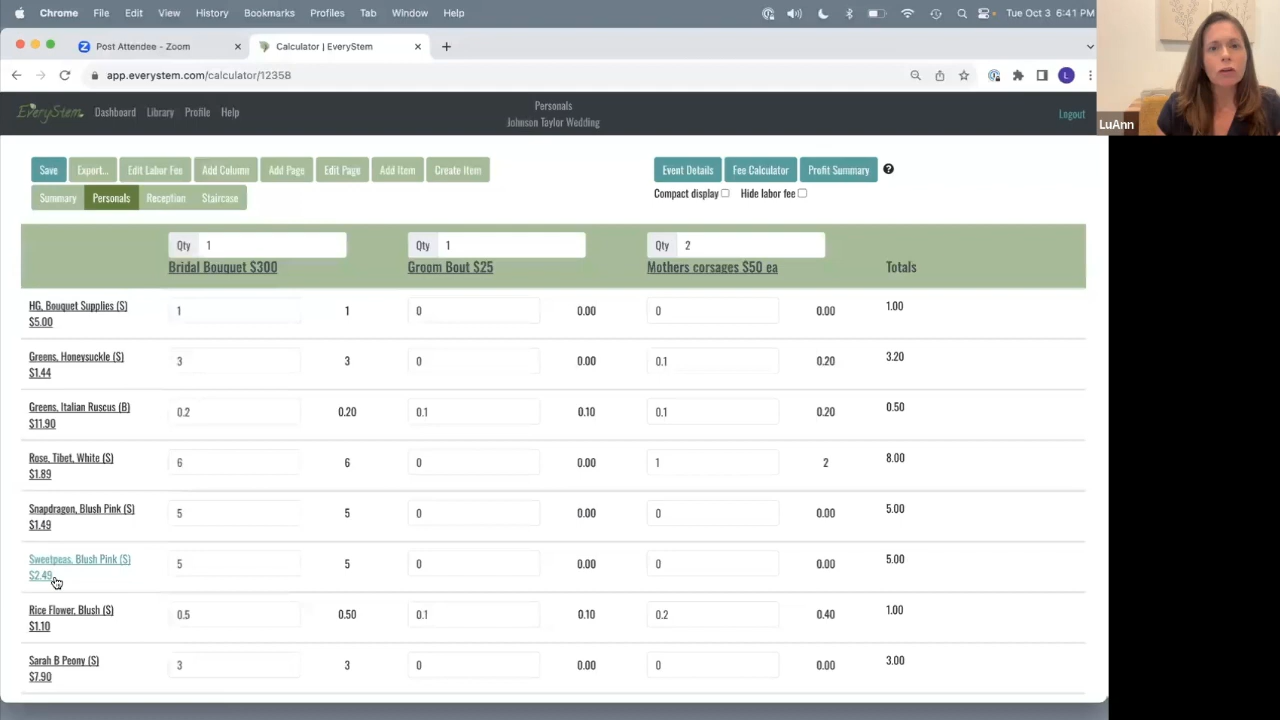 Chrome File Edit View History Bookmarks Profiles Tab Window Help Tue Oct 3 6:41 PM
Post Attendee - Zoom
Calculator | EveryStem
app.everystem.com/calculator/12358
L
EveryStem. Dashboard Library Profile Help
Personals
Johnson Taylor Wedding
Logout
LuAnn
Save Export... Edit Labor Fee Add Column Add Page Edit Page Add Item Create Item
Event Details Fee Calculator Profit Summary ?
Summary Personals Reception Staircase
Compact display Hide labor fee
Qty 1 Qty 1 Qty 2
Bridal Bouquet $300 Groom Bout $25 Mothers corsages $50 ea Totals
HG, Bouquet Supplies (S) 1 1 0 0.00 0 0.00 1.00
$5.00
Greens, Honeysuckle (S) 3 3 0 0.00 0.1 0.20 3.20
$1.44
Greens, Italian Ruscus (B) 0.2 0.20 0.1 0.10 0.1 0.20 0.50
$11.90
Rose, Tibet, White (S) 6 6 0 0.00 1 2 8.00
$1.89
Snapdragon, Blush Pink (S) 5 5 0 0.00 0 0.00 5.00
$1.49
Sweetpeas, Blush Pink (S) 5 5 0 0.00 0 0.00 5.00
$2.49
Rice Flower, Blush (S) 0.5 0.50 0.1 0.10 0.2 0.40 1.00
$1.10
Sarah B Peony (S) 3 3 0 0.00 0 0.00 3.00
$7.90